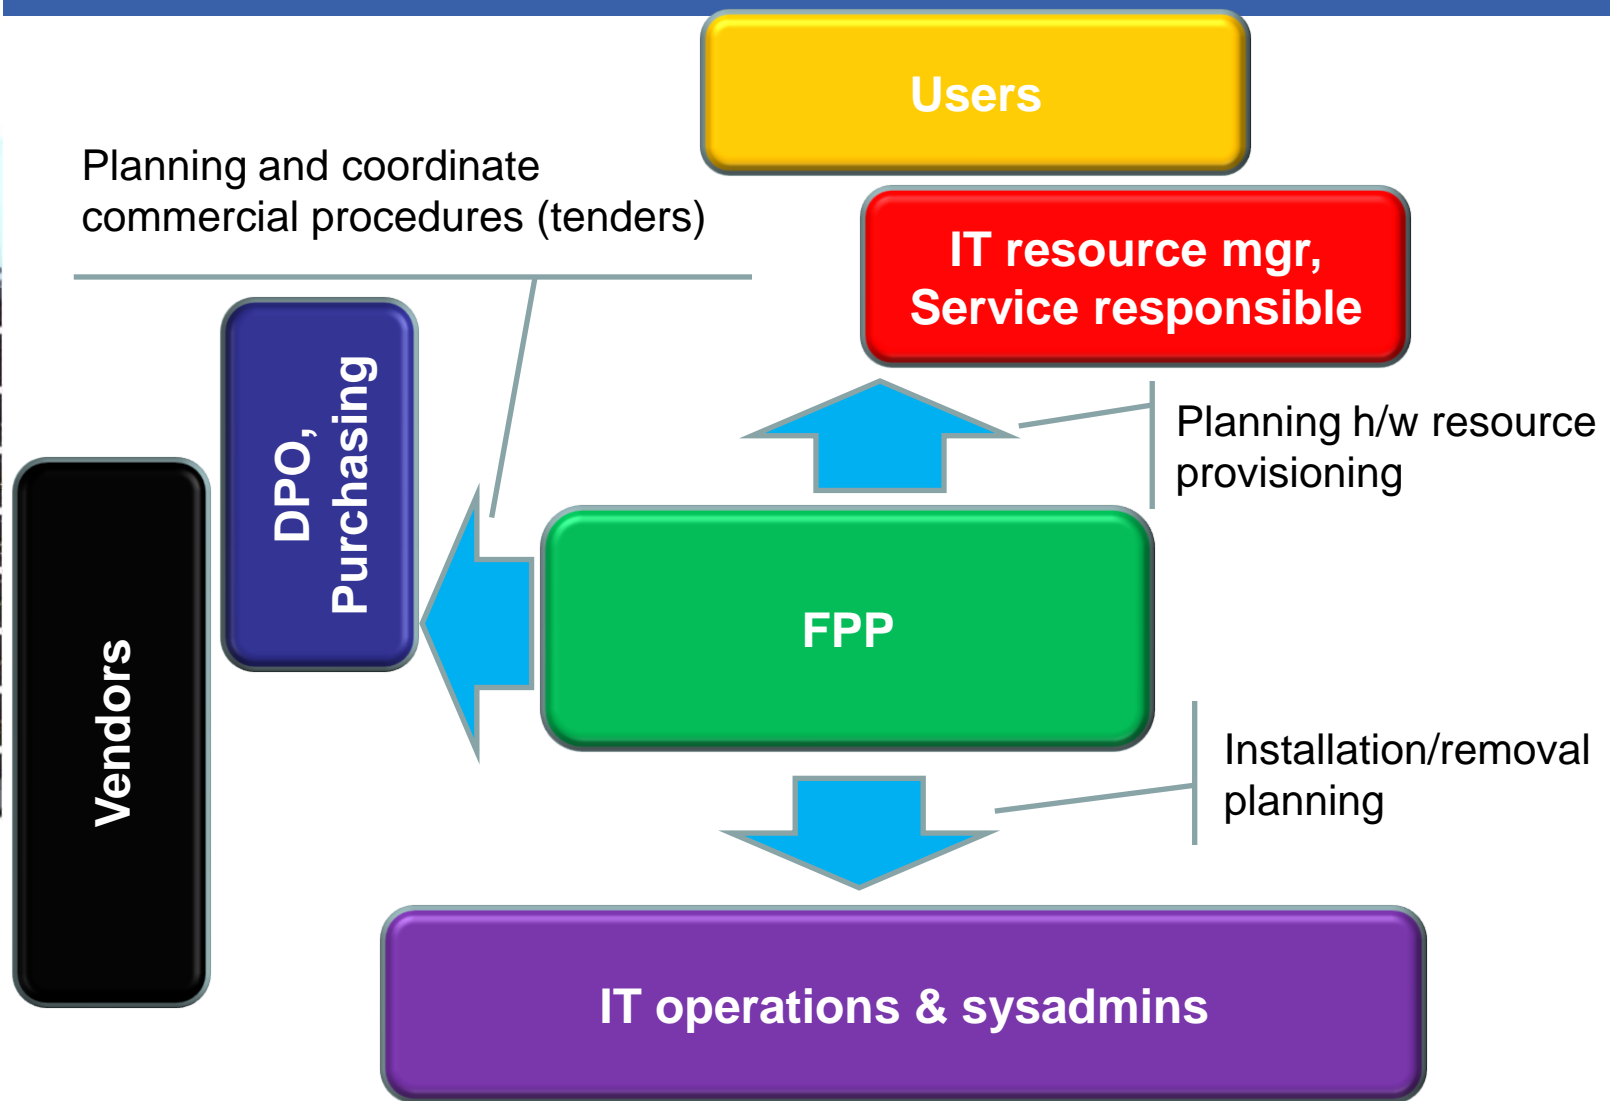 Users
Planning and coordinate
commercial procedures (tenders)
IT resource mgr,
Service responsible
DPO,
Purchasing
Planning h/w resource
provisioning
Vendors
FPP
Installation/removal
planning
IT operations & sysadmins